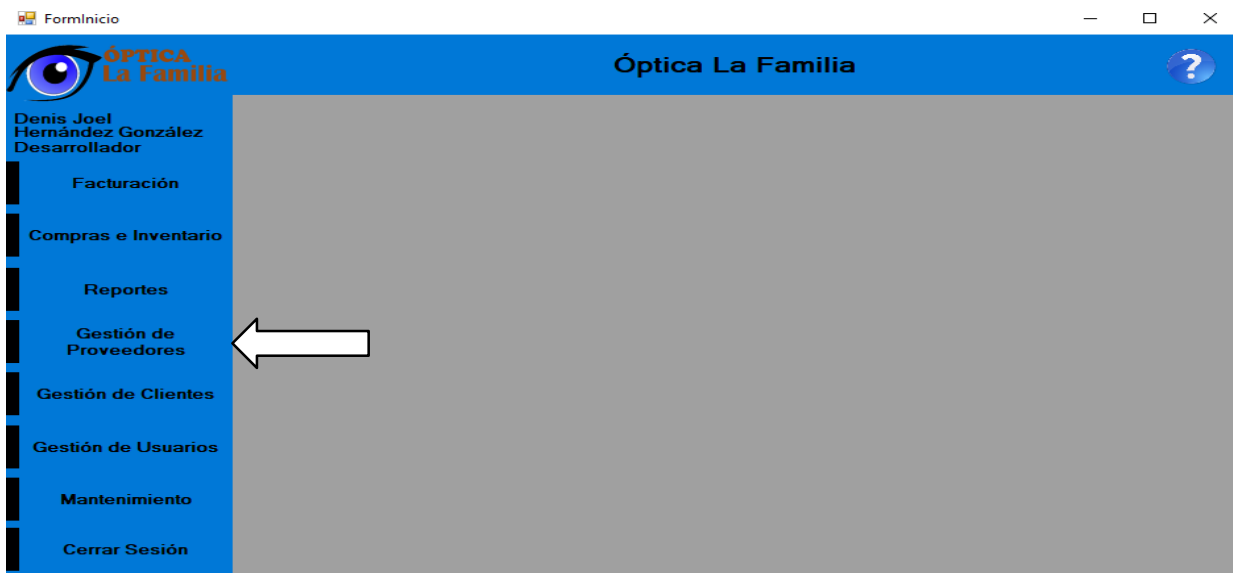 FormInicio
ÓPTICA
La Familia
Óptica La Familia
?
Denis Joel
Hernández González
Desarrollador
Facturación
Compras e Inventario
Reportes
Gestión de
Proveedores
Gestión de Clientes
Gestión de Usuarios
Mantenimiento
Cerrar Sesión